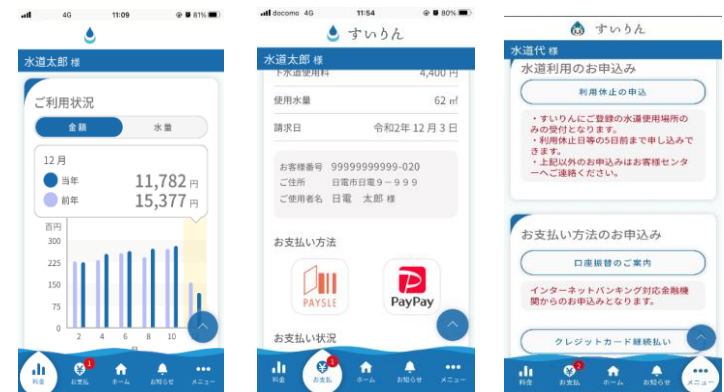 4G 11:09 81%
水道太郎 様
ご利用状況
金額 水量
12月
当年 11,782 円
前年 15,377 円
百円
300
225
150
75
0
2 4 6 8 10
料金 お支払 1 ホーム お知らせ メニュー
docomo 4G 11:54 80%
すいりん
水道太郎 様
下水道使用料 4,400 円
使用水量 62 ㎥
請求日 令和2年 12月 3日
お客様番号 99999999999-020
ご住所 日電市日電9－999
ご使用者名 日電 太郎 様
お支払い方法
PAYSLE
PayPay
お支払い状況
料金 お支払 1 ホーム お知らせ メニュー
すいりん
水道代 様
水道利用のお申込み
利用休止の申込
・すいりんにご登録の水道使用場所の
みの受付となります。
・利用休止日等の5日前まで申し込みで
きます。
・上記以外のお申込みはお客様センタ
ーへご連絡ください。
お支払い方法のお申込み
口座振替のご案内
インターネットバンキング対応金融機
関からのお申込みとなります。
クレジットカード継続払い
料金 お支払 2 ホーム お知らせ メニュー